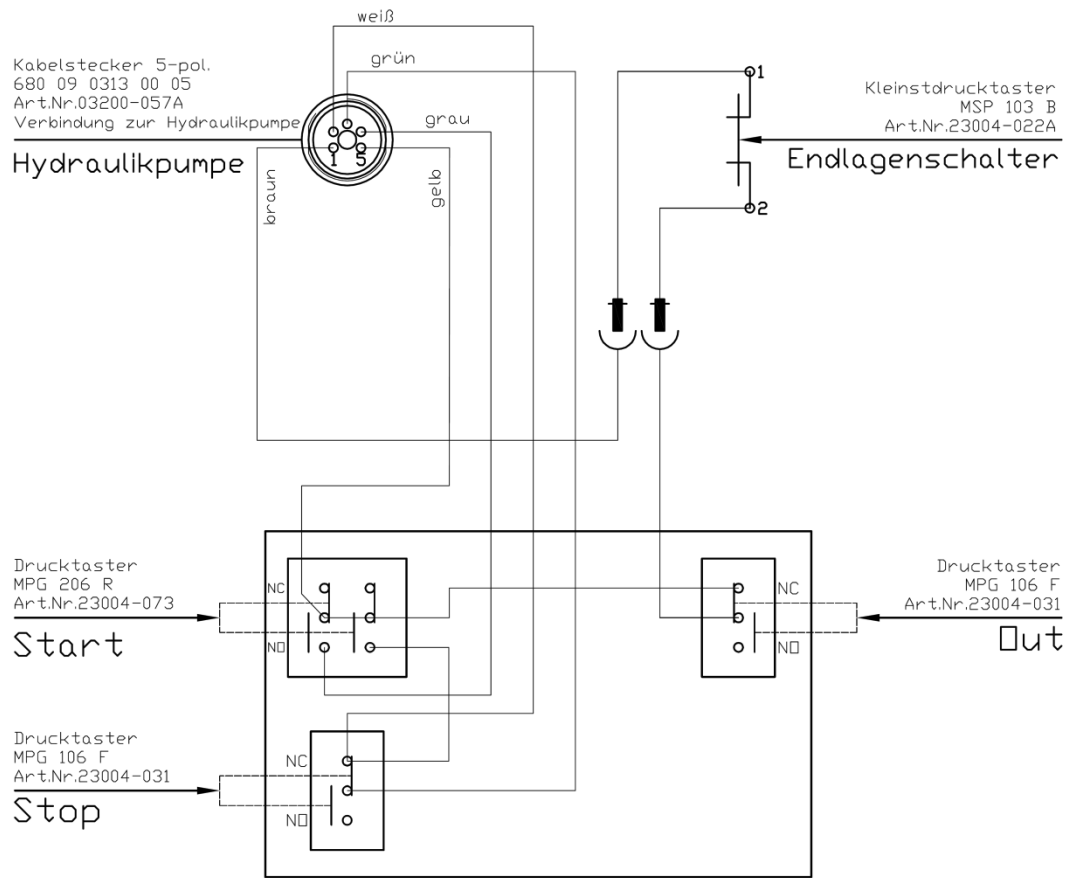 weiß
grün
grau
gelb
braun
Kabelstecker 5-pol.
680 09 0313 00 05
Art.Nr.03200-057A
Verbindung zur Hydraulikpumpe
Hydraulikpumpe
1 5
1
2
Kleinstdrucktaster
MSP 103 B
Art.Nr.23004-022A
Endlagenschalter
Drucktaster
MPG 206 R
Art.Nr.23004-073
Start
NC
NO
NC
NO
Drucktaster
MPG 106 F
Art.Nr.23004-031
Out
Drucktaster
MPG 106 F
Art.Nr.23004-031
Stop
NC
NO